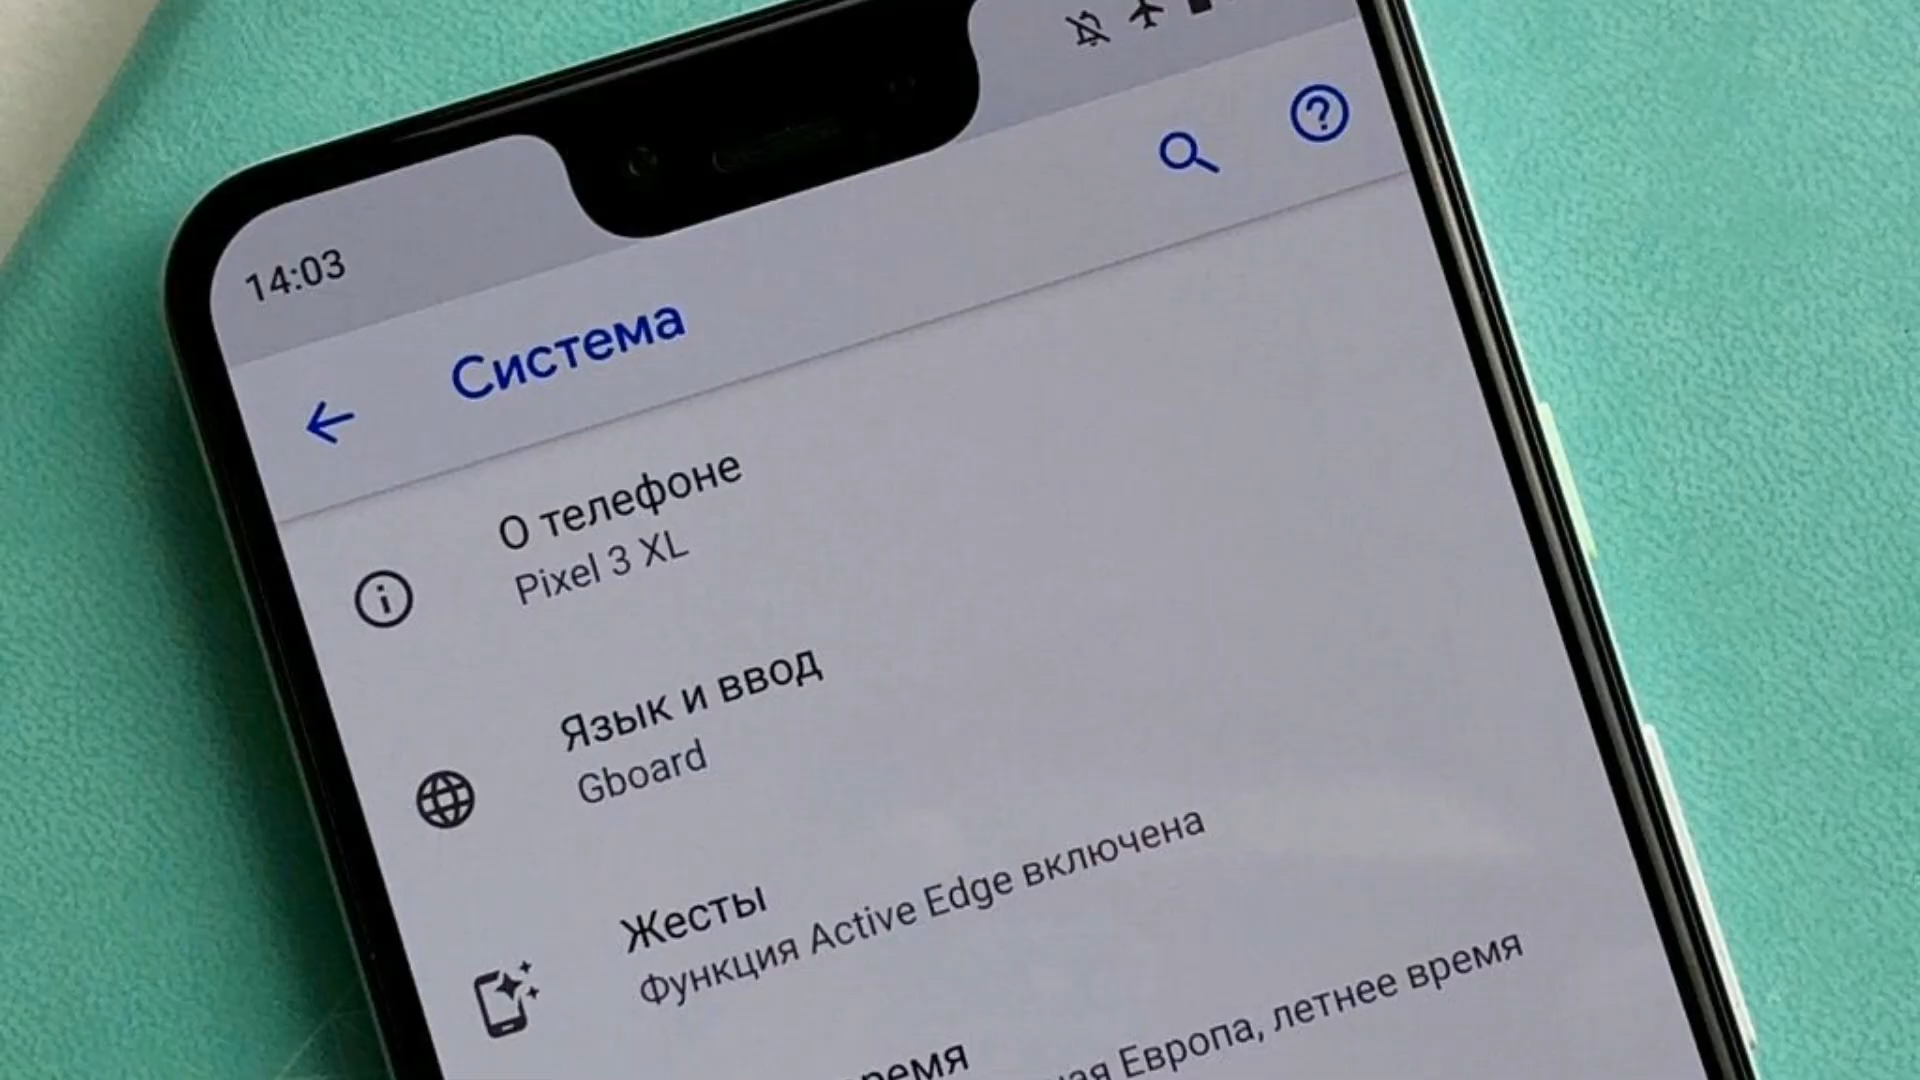 14:03
Система
О телефоне
Pixel 3 XL
Язык и ввод
Gboard
Жесты
Функция Active Edge включена
Европа, летнее время